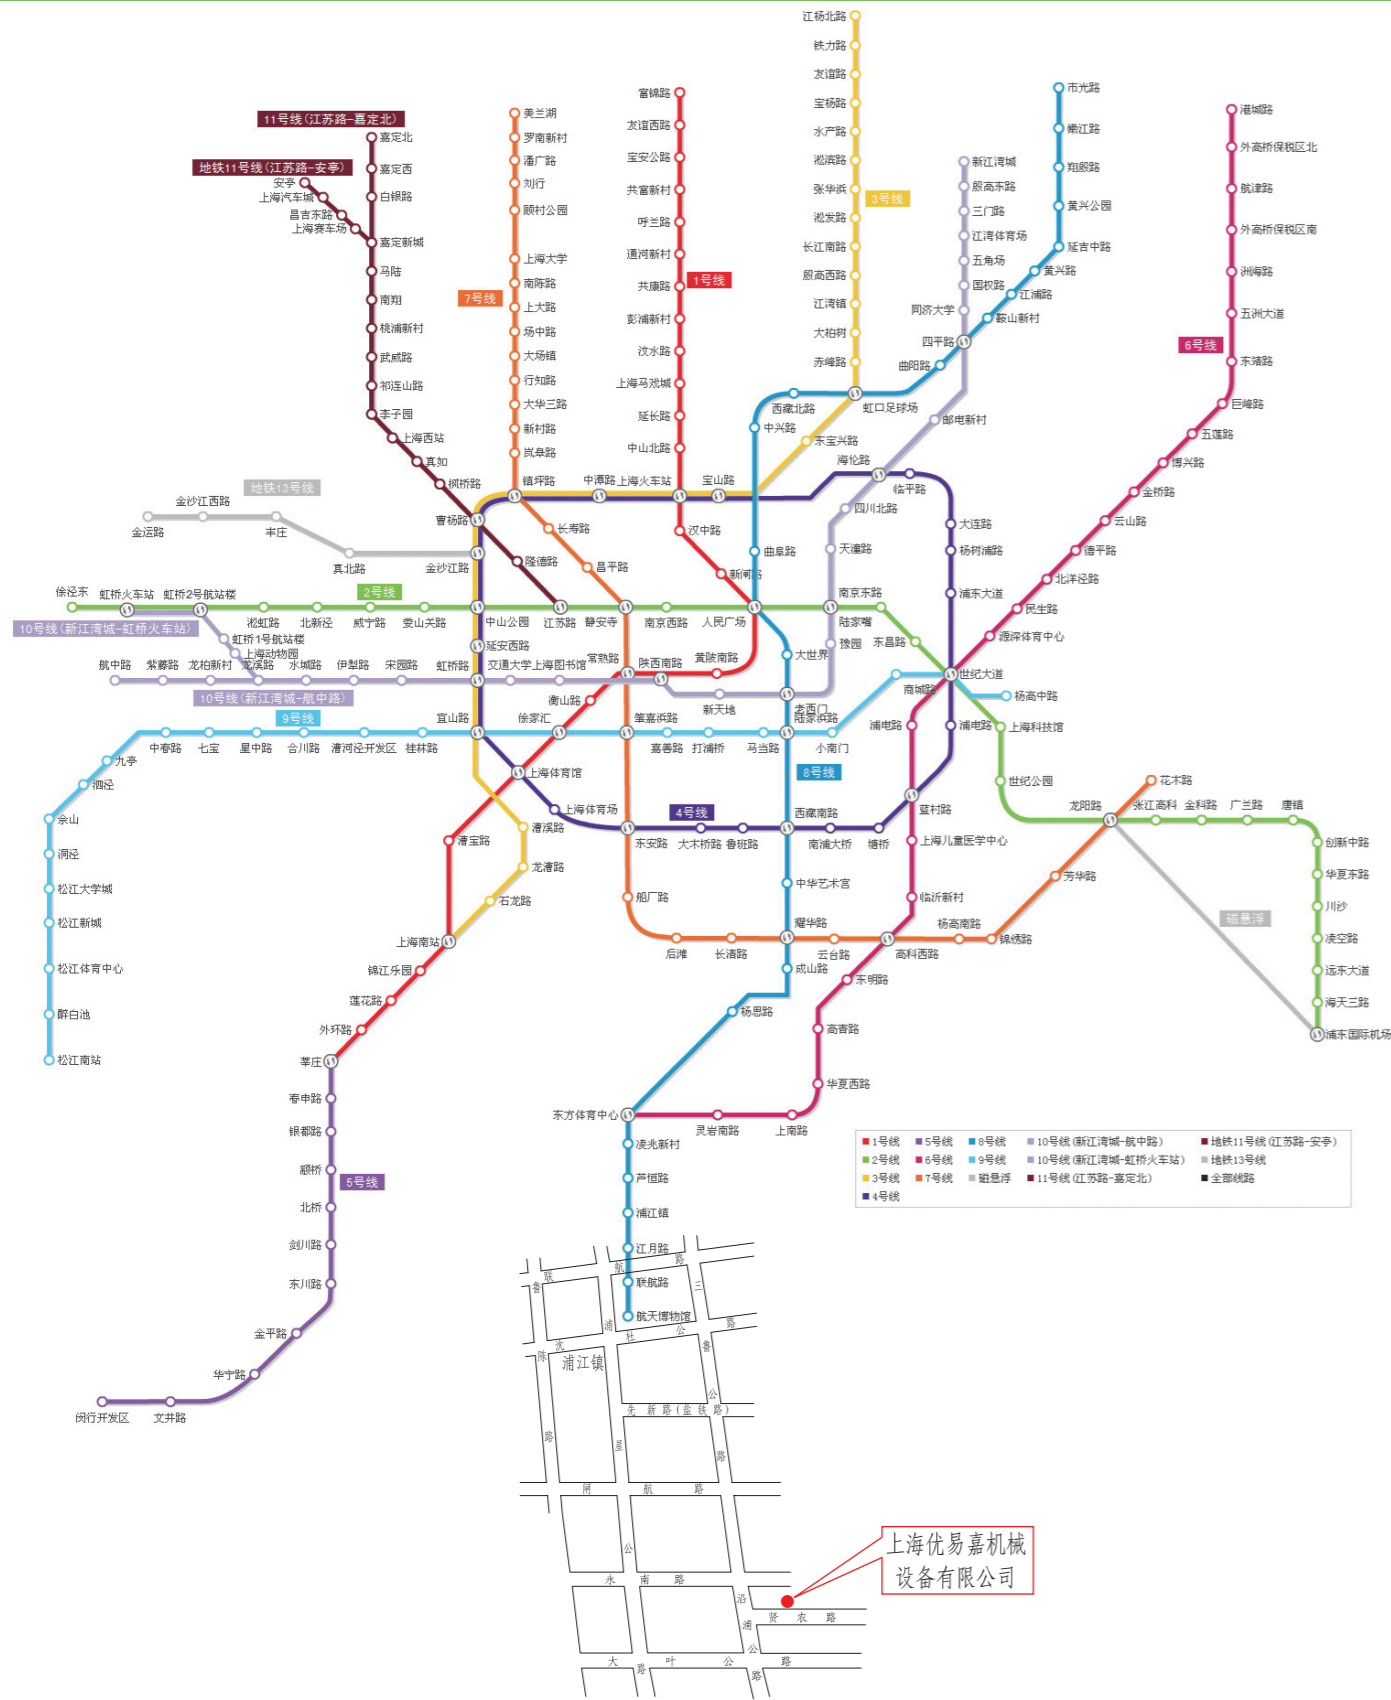 11号线(江苏路-嘉定北)
嘉定北
嘉定西
白银路
嘉定新城
马陆
南翔
桃浦新村
武威路
祁连山路
李子园
上海西站
真如
枫桥路
曹杨路
隆德路
江苏路
地铁11号线(江苏路-安亭)
安亭
上海汽车城
昌吉东路
上海赛车场
7号线
美兰湖
罗南新村
潘广路
刘行
顾村公园
上海大学
南陈路
上大路
场中路
大场镇
行知路
大华三路
新村路
岚皋路
镇坪路
长寿路
昌平路
静安寺
常熟路
肇嘉浜路
东安路
船厂路
后滩
长清路
耀华路
云台路
高科西路
杨高南路
锦绣路
芳华路
龙阳路
花木路
1号线
富锦路
友谊西路
宝安公路
共富新村
呼兰路
通河新村
共康路
彭浦新村
汶水路
上海马戏城
延长路
中山北路
上海火车站
汉中路
新闸路
人民广场
黄陂南路
陕西南路
衡山路
徐家汇
上海体育馆
漕宝路
上海南站
锦江乐园
莲花路
外环路
莘庄
3号线
江杨北路
铁力路
友谊路
宝杨路
水产路
淞滨路
张华浜
淞发路
长江南路
殷高西路
江湾镇
大柏树
赤峰路
虹口足球场
东宝兴路
宝山路
中潭路
金沙江路
中山公园
延安西路
虹桥路
宜山路
漕溪路
龙漕路
石龙路
新江湾城
殷高东路
三门路
江湾体育场
五角场
国权路
同济大学
四平路
邮电新村
海伦路
四川北路
天潼路
南京东路
豫园
老西门
新天地
上海图书馆
交通大学
市光路
嫩江路
翔殷路
黄兴公园
延吉中路
黄兴路
江浦路
鞍山新村
曲阳路
西藏北路
中兴路
曲阜路
大世界
陆家浜路
8号线
西藏南路
中华艺术宫
成山路
杨思路
东方体育中心
凌兆新村
芦恒路
浦江镇
江月路
联航路
航天博物馆
6号线
港城路
外高桥保税区北
航津路
外高桥保税区南
洲海路
五洲大道
东靖路
巨峰路
五莲路
博兴路
金桥路
云山路
德平路
北洋泾路
民生路
源深体育中心
世纪大道
浦电路
蓝村路
上海儿童医学中心
临沂新村
东明路
高青路
华夏西路
上南路
灵岩南路
4号线
临平路
大连路
杨树浦路
浦东大道
浦电路
塘桥
南浦大桥
鲁班路
大木桥路
上海体育场
地铁13号线
金运路
金沙江西路
丰庄
真北路
2号线
徐泾东
虹桥火车站
虹桥2号航站楼
淞虹路
北新泾
威宁路
娄山关路
南京西路
陆家嘴
东昌路
上海科技馆
世纪公园
张江高科
金科路
广兰路
唐镇
创新中路
华夏东路
川沙
凌空路
远东大道
海天三路
浦东国际机场
磁悬浮
10号线(新江湾城-虹桥火车站)
虹桥1号航站楼
上海动物园
航中路
紫藤路
龙柏新村
龙溪路
水城路
伊犁路
宋园路
10号线(新江湾城-航中路)
9号线
松江南站
醉白池
松江体育中心
松江新城
松江大学城
洞泾
佘山
泗泾
九亭
中春路
七宝
星中路
合川路
漕河泾开发区
桂林路
嘉善路
打浦桥
马当路
小南门
商城路
杨高中路
5号线
春申路
银都路
颛桥
北桥
剑川路
东川路
金平路
华宁路
文井路
闵行开发区
1号线
5号线
8号线
10号线(新江湾城-航中路)
地铁11号线(江苏路-安亭)
2号线
6号线
9号线
10号线(新江湾城-虹桥火车站)
地铁13号线
3号线
7号线
磁悬浮
11号线(江苏路-嘉定北)
全部线路
4号线
联航路
鲁陈路
沈杜公路
三鲁公路
浦星公路
浦江镇
先新路(盐铁路)
闸航路
永南路
沿浦公路
贤农路
大叶公路
上海优易嘉机械
设备有限公司